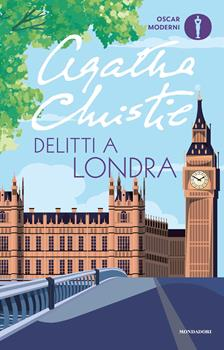 OSCAR
MODERNI
Agatha
Christie
DELITTI A
LONDRA
MONDADORI